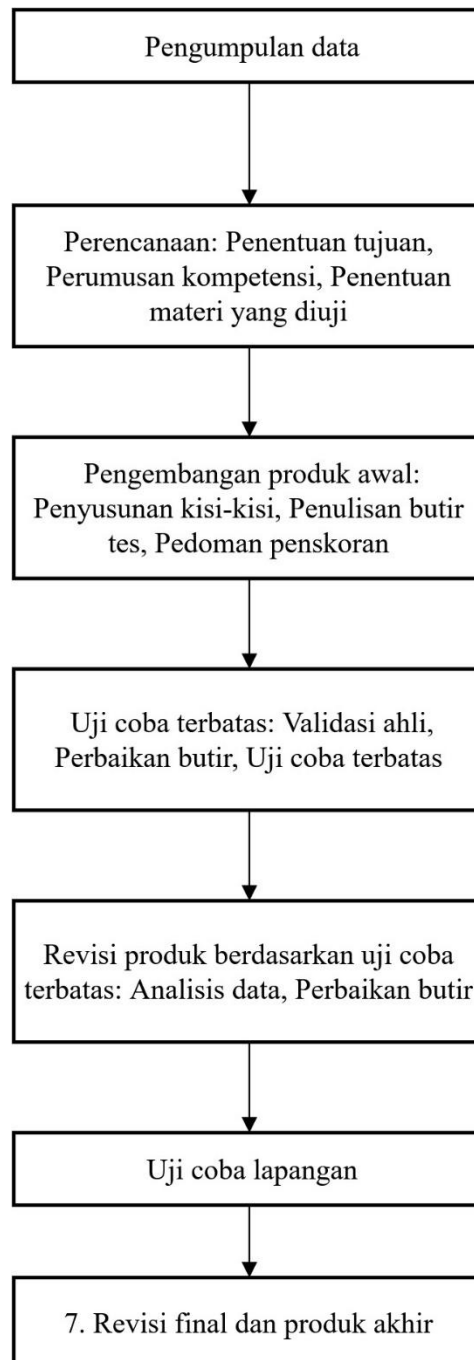 Pengumpulan data
Perencanaan: Penentuan tujuan,
Perumusan kompetensi, Penentuan
materi yang diuji
Pengembangan produk awal:
Penyusunan kisi-kisi, Penulisan butir
tes, Pedoman penskoran
Uji coba terbatas: Validasi ahli,
Perbaikan butir, Uji coba terbatas
Revisi produk berdasarkan uji coba
terbatas: Analisis data, Perbaikan butir
Uji coba lapangan
7. Revisi final dan produk akhir